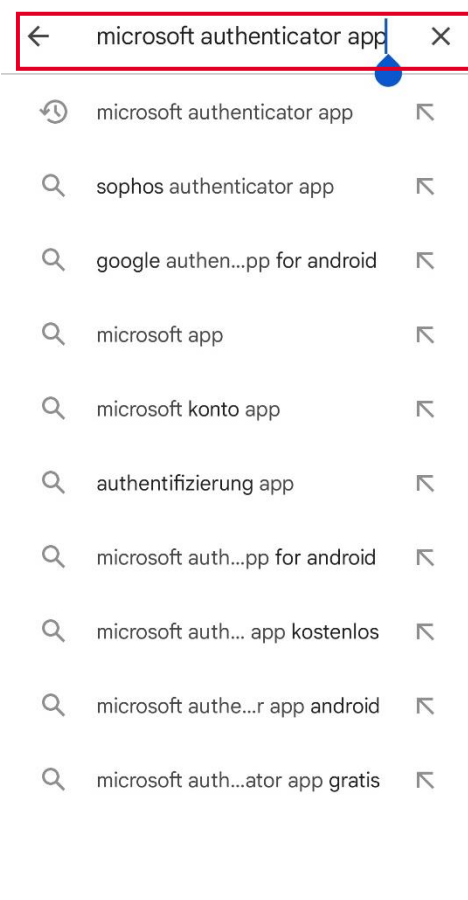 microsoft authenticator app
microsoft authenticator app
sophos authenticator app
google authen...pp for android
microsoft app
microsoft konto app
authentifizierung app
microsoft auth...pp for android
microsoft auth... app kostenlos
microsoft authe...r app android
microsoft auth...ator app gratis